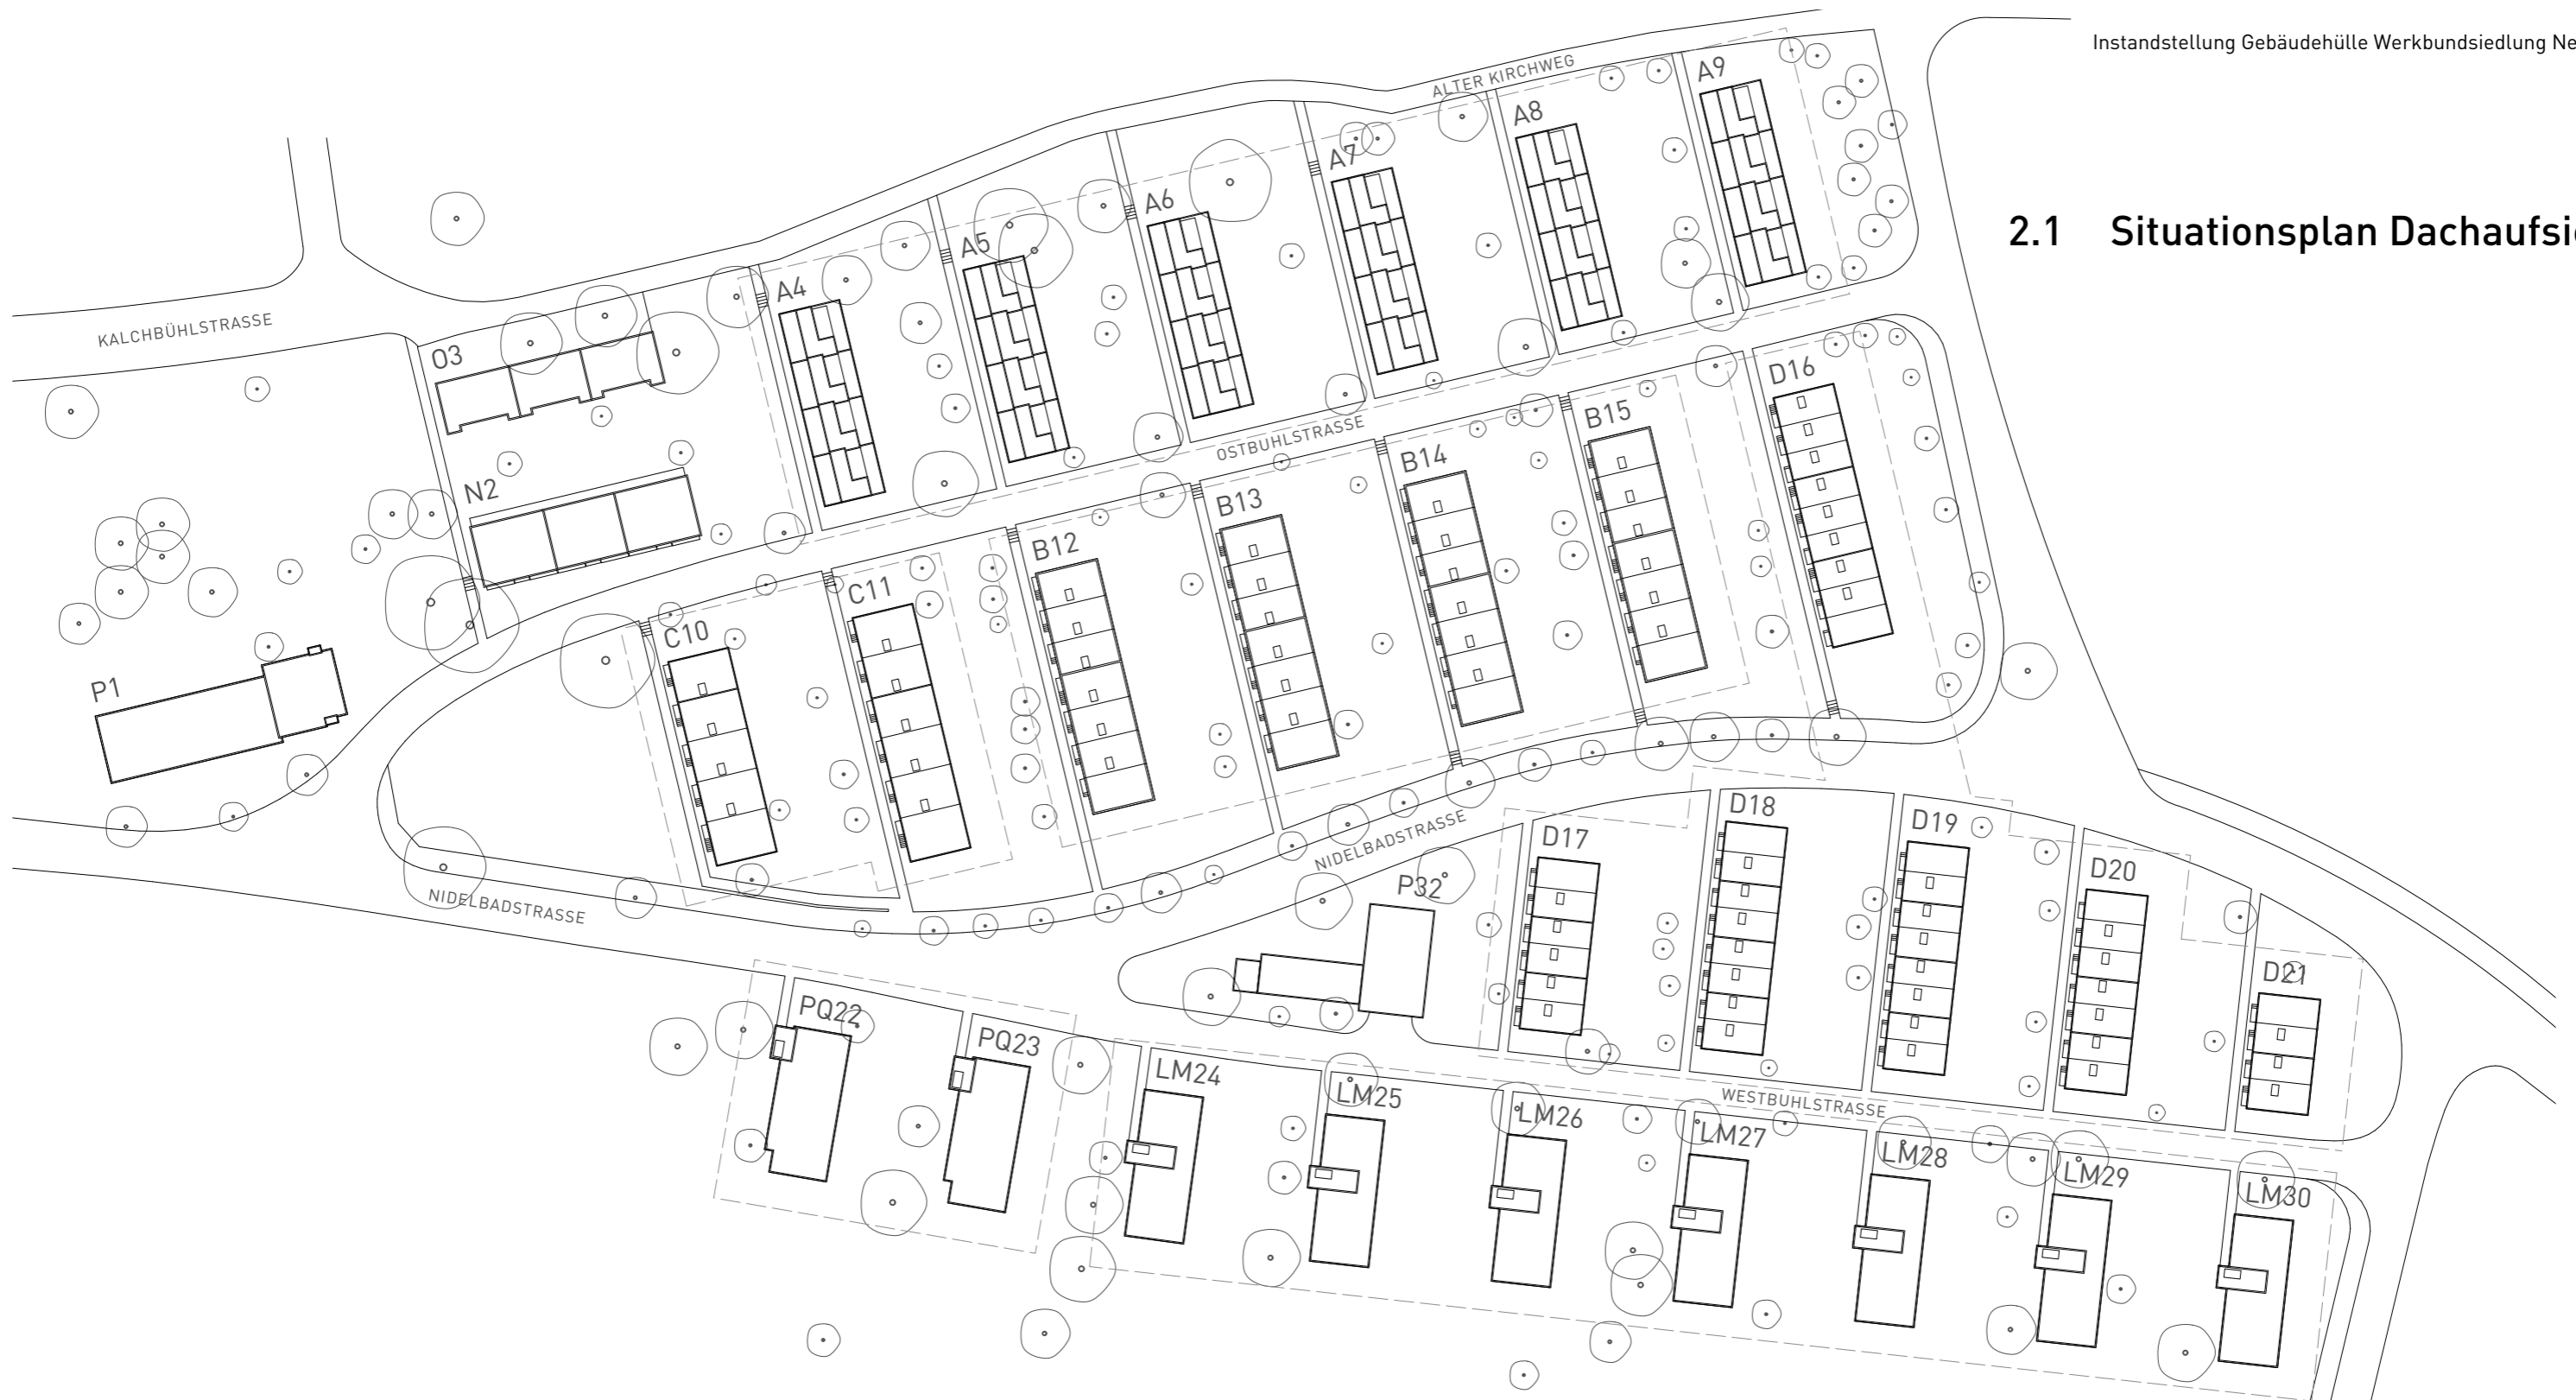 Instandstellung Gebäudehülle Werkbundsiedlung Ne
2.1 Situationsplan Dachaufsi
ALTER KIRCHWEG
A9
A8
A7
A6
A5
A4
KALCHBÜHLSTRASSE
O3
N2
P1
OSTBÜHLSTRASSE
D16
B15
B14
B13
B12
C11
C10
NIDELBADSTRASSE
NIDELBADSTRASSE
P32
D17
D18
D19
D20
D21
WESTBÜHLSTRASSE
PQ22
PQ23
LM24
LM25
LM26
LM27
LM28
LM29
LM30